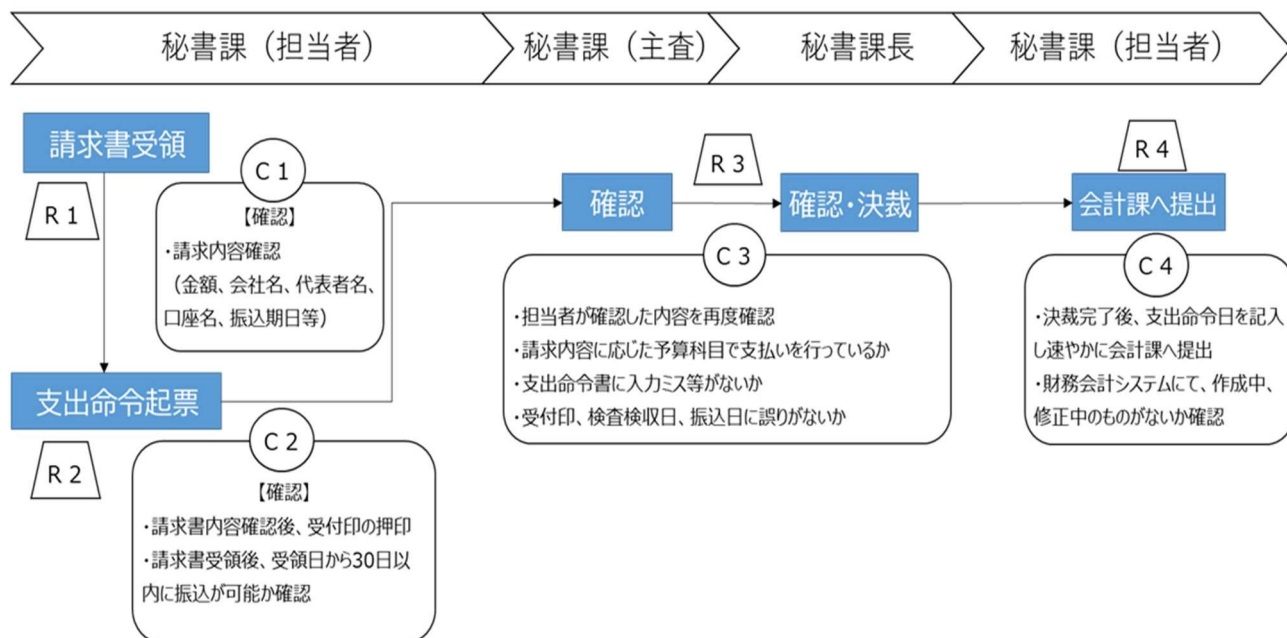 秘書課（担当者）
秘書課（主査）
秘書課長
秘書課（担当者）
請求書受領
R 1
C 1
【確認】
・請求内容確認
（金額、会社名、代表者名、
口座名、振込期日等）
支出命令起票
R 2
C 2
【確認】
・請求書内容確認後、受付印の押印
・請求書受領後、受領日から30日以
内に振込が可能か確認
確認
R 3
確認・決裁
C 3
・担当者が確認した内容を再度確認
・請求内容に応じた予算科目で支払いを行っているか
・支出命令書に入力ミス等がないか
・受付印、検査検収日、振込日に誤りがないか
R 4
会計課へ提出
C 4
・決裁完了後、支出命令日を記入
し速やかに会計課へ提出
・財務会計システムにて、作成中、
修正中のものがないか確認